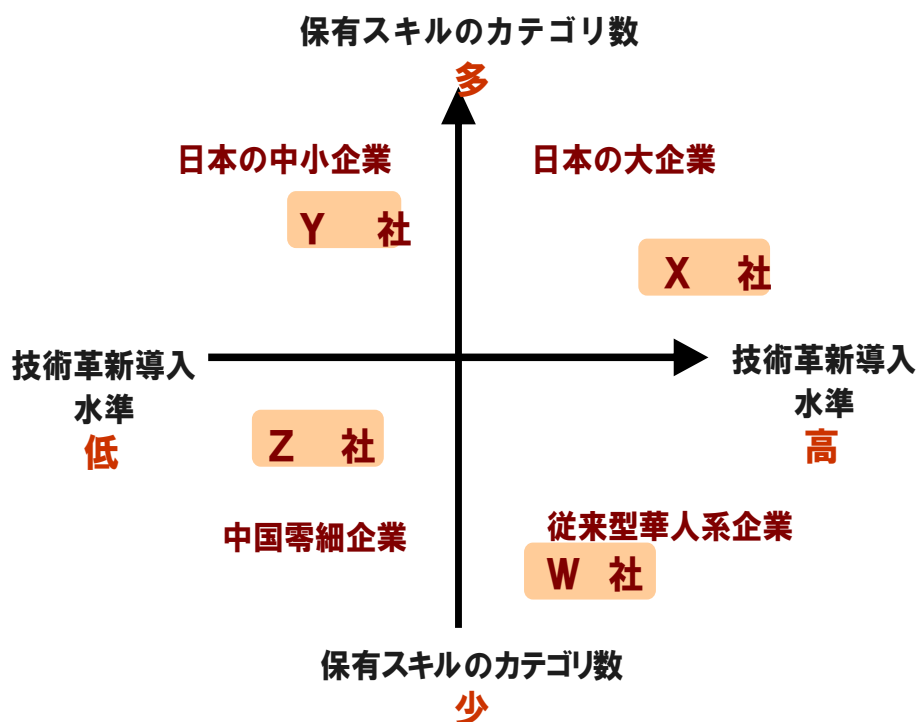 保有スキルのカテゴリ数
多
日本の中小企業
日本の大企業
Y 社
X 社
技術革新導入
水準
低
技術革新導入
水準
高
Z 社
中国零細企業
従来型華人系企業
W 社
保有スキルのカテゴリ数
少